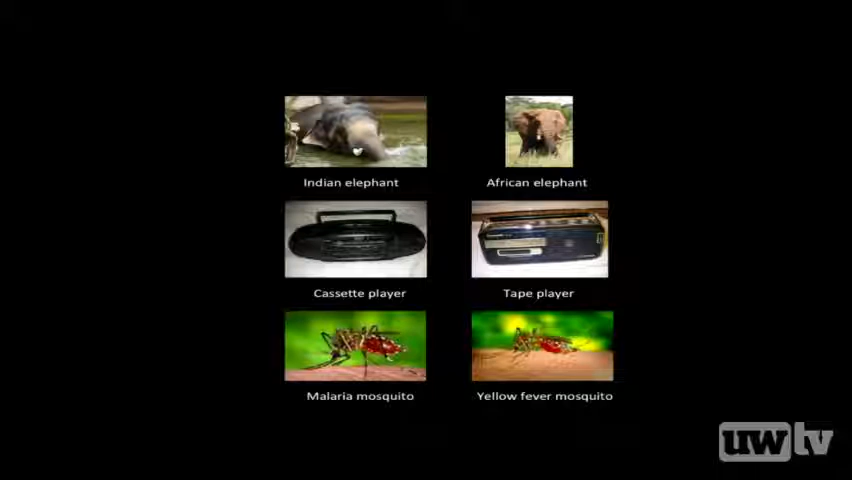 Indian elephant
African elephant
Cassette player
Tape player
Malaria mosquito
Yellow fever mosquito
uwtv